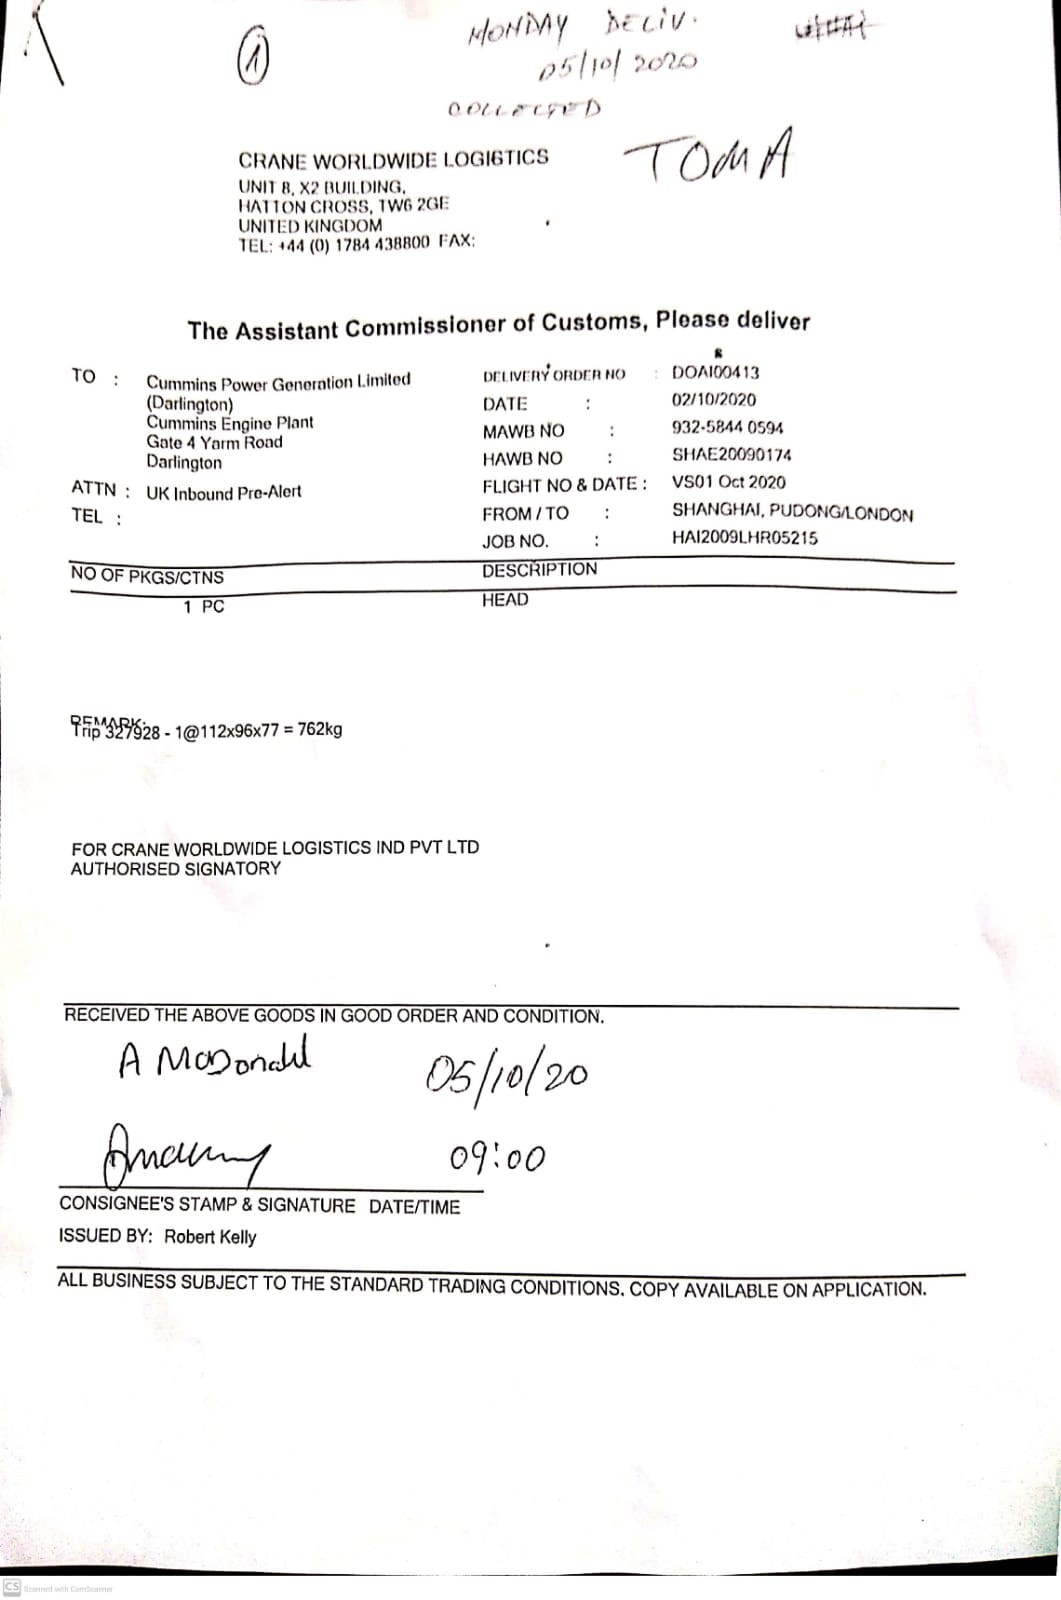 1
MONDAY DELIV.
05/10/2020
COLLECTED
TOMA
CRANE WORLDWIDE LOGISTICS
UNIT 8, X2 BUILDING,
HATTON CROSS, TW6 2GE
UNITED KINGDOM
TEL: +44 (0) 1784 438800 FAX:
The Assistant Commissioner of Customs, Please deliver
TO : Cummins Power Generation Limited
(Darlington)
Cummins Engine Plant
Gate 4 Yarm Road
Darlington
ATTN : UK Inbound Pre-Alert
TEL :
DELIVERY ORDER NO : DOAI00413
DATE : 02/10/2020
MAWB NO : 932-5844 0594
HAWB NO : SHAE20090174
FLIGHT NO & DATE : VS01 Oct 2020
FROM / TO : SHANGHAI, PUDONG/LONDON
JOB NO. : HAI2009LHR05215
NO OF PKGS/CTNS DESCRIPTION
1 PC HEAD
REMARK:
Trip 327928 - 1@112x96x77 = 762kg
FOR CRANE WORLDWIDE LOGISTICS IND PVT LTD
AUTHORISED SIGNATORY
RECEIVED THE ABOVE GOODS IN GOOD ORDER AND CONDITION.
A McDonald 05/10/20
09:00
CONSIGNEE'S STAMP & SIGNATURE DATE/TIME
ISSUED BY: Robert Kelly
ALL BUSINESS SUBJECT TO THE STANDARD TRADING CONDITIONS. COPY AVAILABLE ON APPLICATION.
CS Scanned with CamScanner